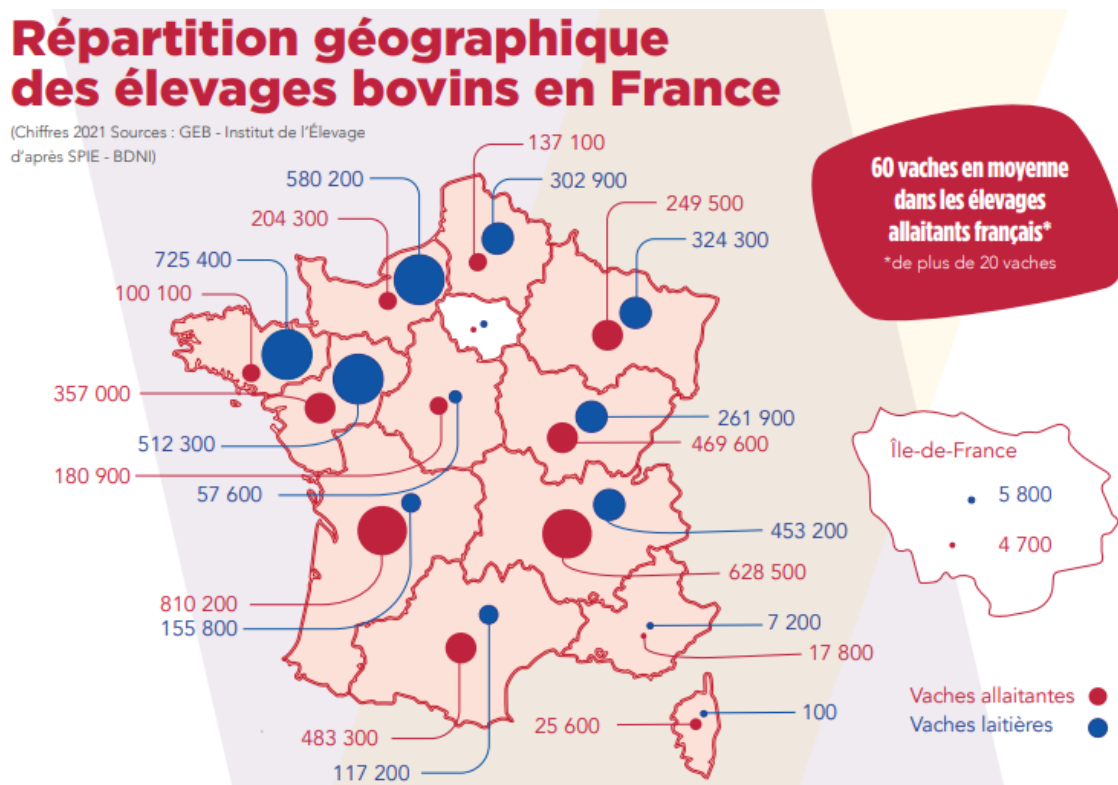 Répartition géographique
des élevages bovins en France
(Chiffres 2021 Sources : GEB - Institut de l'Élevage
d'après SPIE - BDNI)
137 100
580 200
302 900
204 300
249 500
725 400
324 300
100 100
60 vaches en moyenne
dans les élevages
allaitants français*
*de plus de 20 vaches
357 000
261 900
512 300
469 600
180 900
57 600
453 200
628 500
810 200
155 800
7 200
17 800
25 600
100
483 300
117 200
Île-de-France
5 800
4 700
Vaches allaitantes
Vaches laitières